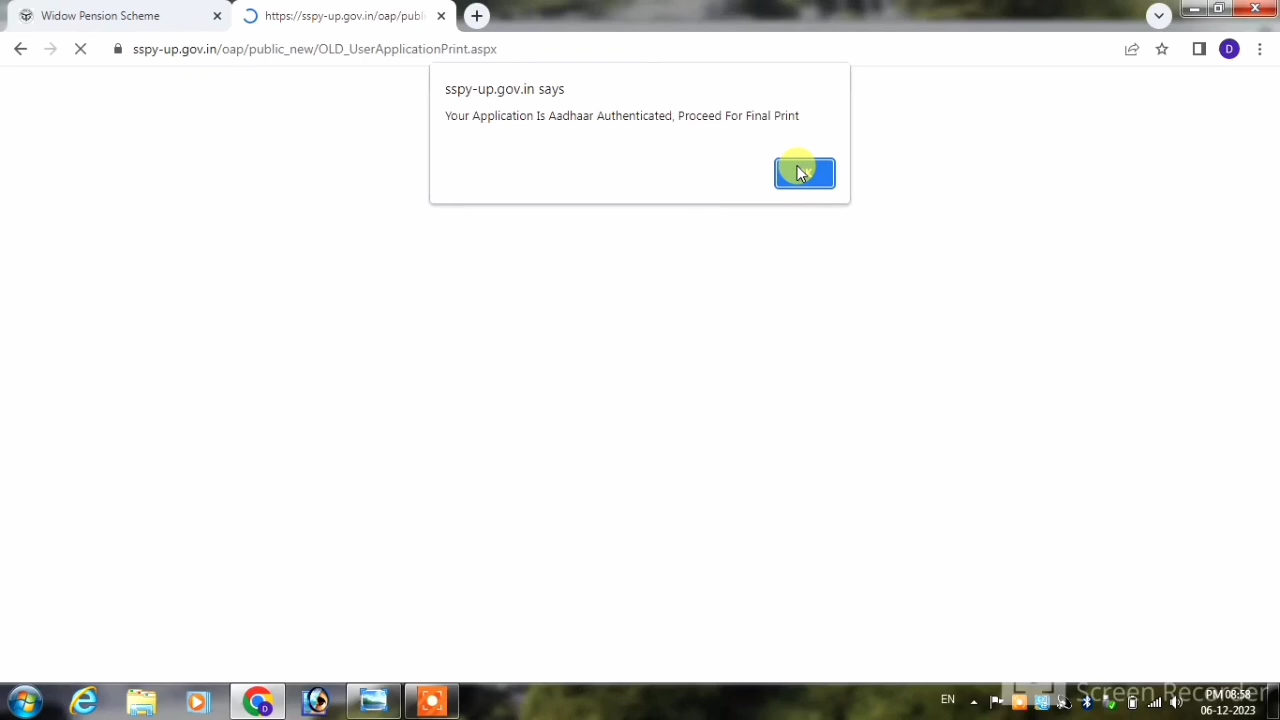 Widow Pension Scheme
https://sspy-up.gov.in/oap/publ
sspy-up.gov.in/oap/public_new/OLD_UserApplicationPrint.aspx
D
sspy-up.gov.in says
Your Application Is Aadhaar Authenticated, Proceed For Final Print
EN
Screen Recorder
PM 08:58
06-12-2023